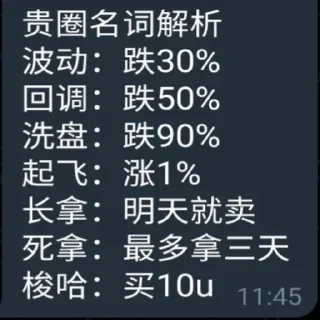 贵圈名词解析
波动：跌30%
回调：跌50%
洗盘：跌90%
起飞：涨1%
长拿：明天就卖
死拿：最多拿三天
梭哈：买10u
11:45